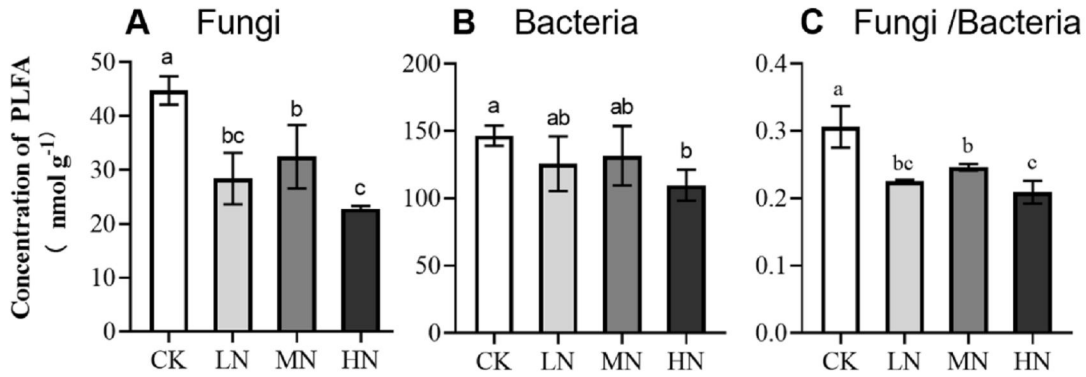 A Fungi
B Bacteria
C Fungi /Bacteria
Concentration of PLFA
( nmol g-1)
50
40
30
20
10
0
a
bc
b
c
CK LN MN HN
200
150
100
50
0
a
ab
ab
b
CK LN MN HN
0.4
0.3
0.2
0.1
0.0
a
bc
b
c
CK LN MN HN